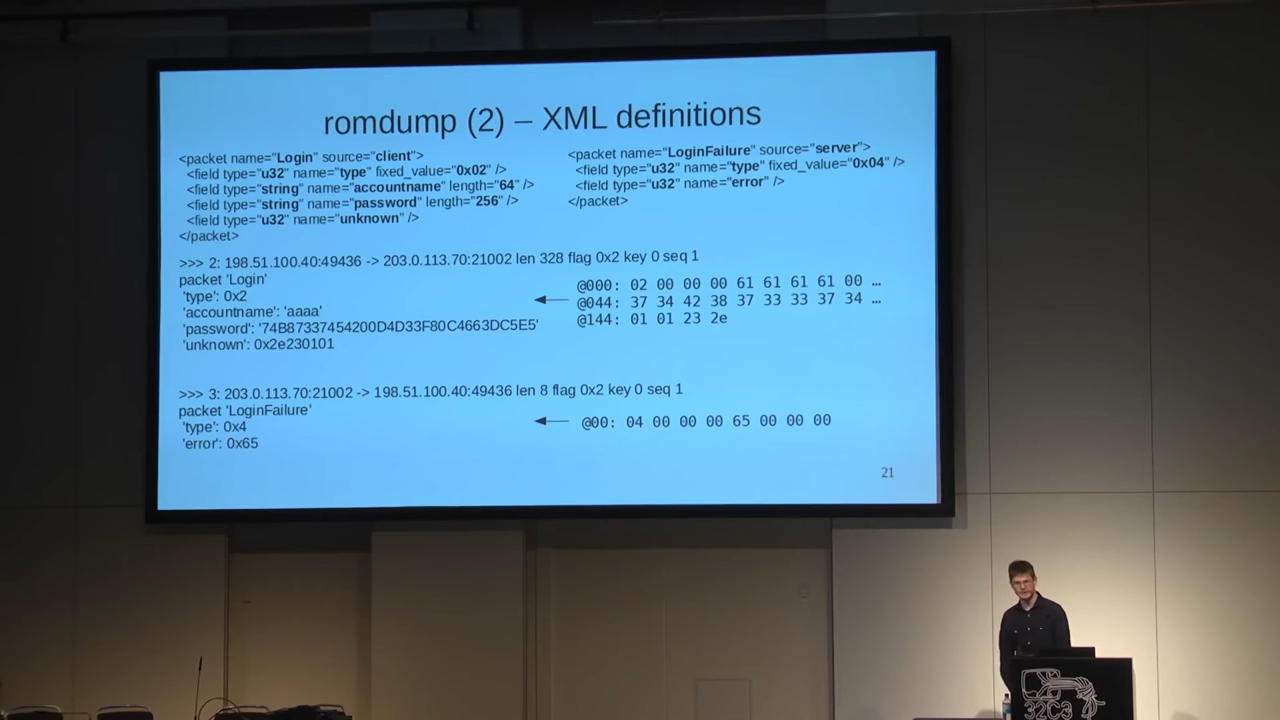 romdump (2) – XML definitions
<packet name="Login" source="client">
<field type="u32" name="type" fixed_value="0x02" />
<field type="string" name="accountname" length="64" />
<field type="string" name="password" length="256" />
<field type="u32" name="unknown" />
</packet>
<packet name="LoginFailure" source="server">
<field type="u32" name="type" fixed_value="0x04" />
<field type="u32" name="error" />
</packet>
>>> 2: 198.51.100.40:49436 -> 203.0.113.70:21002 len 328 flag 0x2 key 0 seq 1
packet 'Login'
'type': 0x2
'accountname': 'aaaa'
'password': '74B87337454200D4D33F80C4663DC5E5'
'unknown': 0x2e230101
@000: 02 00 00 00 61 61 61 61 00 …
@044: 37 34 42 38 37 33 33 37 34 …
@144: 01 01 23 2e
>>> 3: 203.0.113.70:21002 -> 198.51.100.40:49436 len 8 flag 0x2 key 0 seq 1
packet 'LoginFailure'
'type': 0x4
'error': 0x65
@00: 04 00 00 00 65 00 00 00
21
32C3